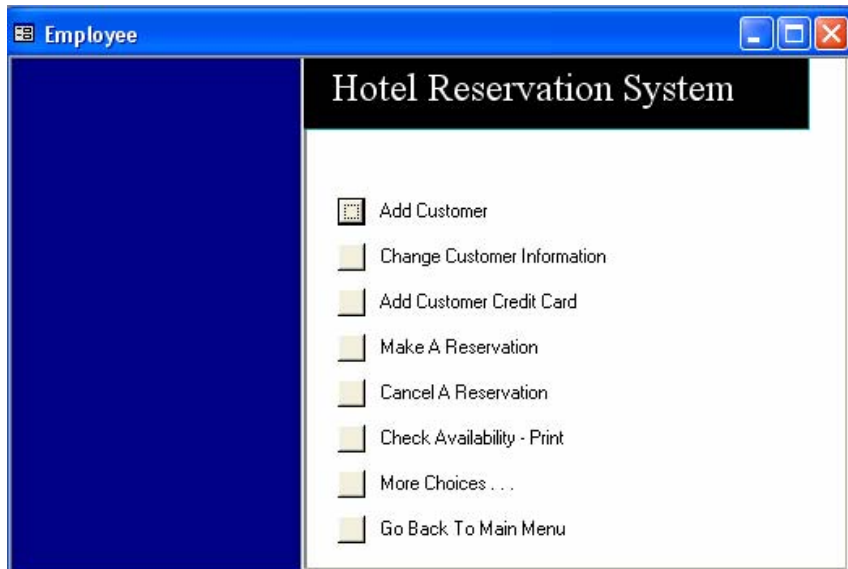 Employee
Hotel Reservation System
Add Customer
Change Customer Information
Add Customer Credit Card
Make A Reservation
Cancel A Reservation
Check Availability - Print
More Choices . . .
Go Back To Main Menu